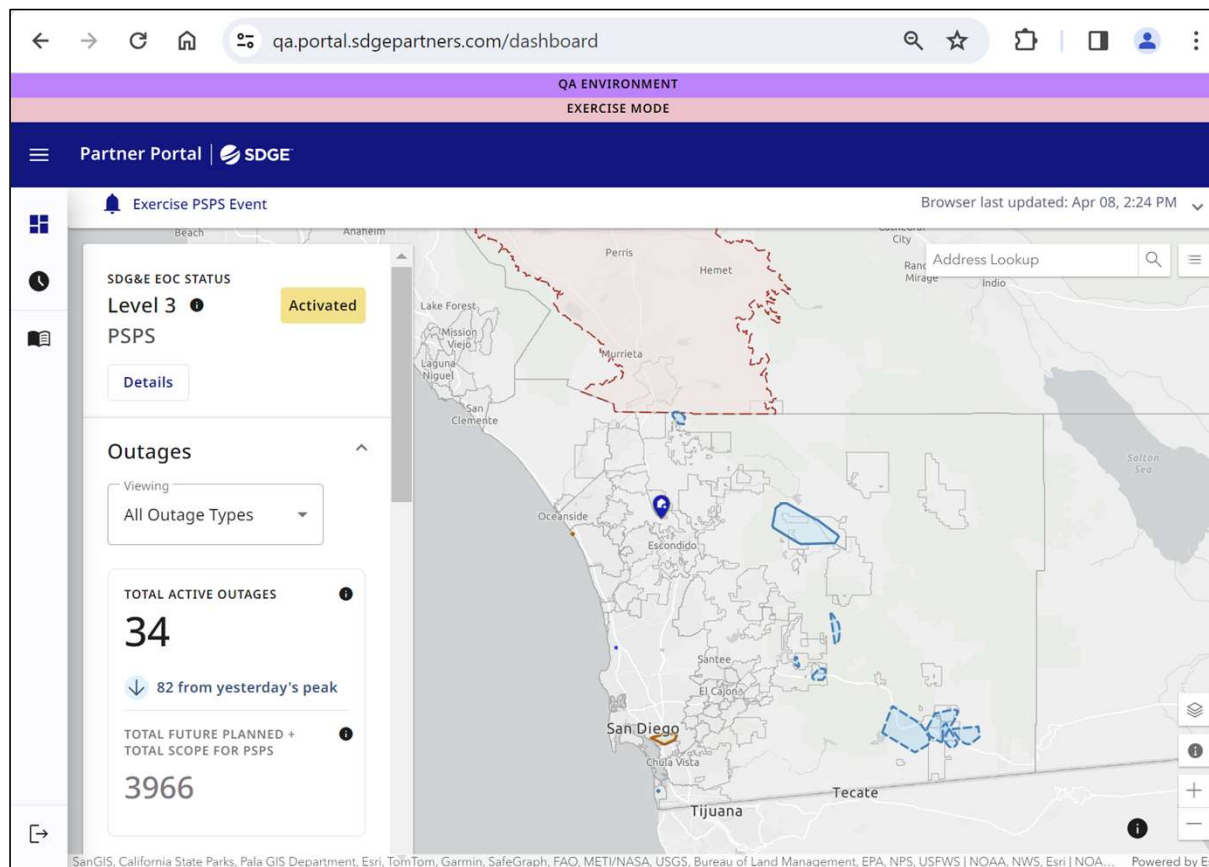 qa.portal.sdgepartners.com/dashboard
QA ENVIRONMENT
EXERCISE MODE
Partner Portal | SDGE
Exercise PSPS Event
Browser last updated: Apr 08, 2:24 PM
SDG&E EOC STATUS
Level 3
Activated
PSPS
Details
Outages
Viewing
All Outage Types
TOTAL ACTIVE OUTAGES
34
82 from yesterday's peak
TOTAL FUTURE PLANNED +
TOTAL SCOPE FOR PSPS
3966
Address Lookup
Beach
Anaheim
Perris
Hemet
City
Mirage
Indio
Lake Forest
Mission
Viejo
Laguna
Niguel
Murrieta
San
Clemente
Salton
Sea
Oceanside
Escondido
Santee
El Cajon
San Diego
Chula Vista
Tecate
Tijuana
SanGIS, California State Parks, Pala GIS Department, Esri, TomTom, Garmin, SafeGraph, FAO, METI/NASA, USGS, Bureau of Land Management, EPA, NPS, USFWS | NOAA, NWS, Esri | NOA... Powered by E